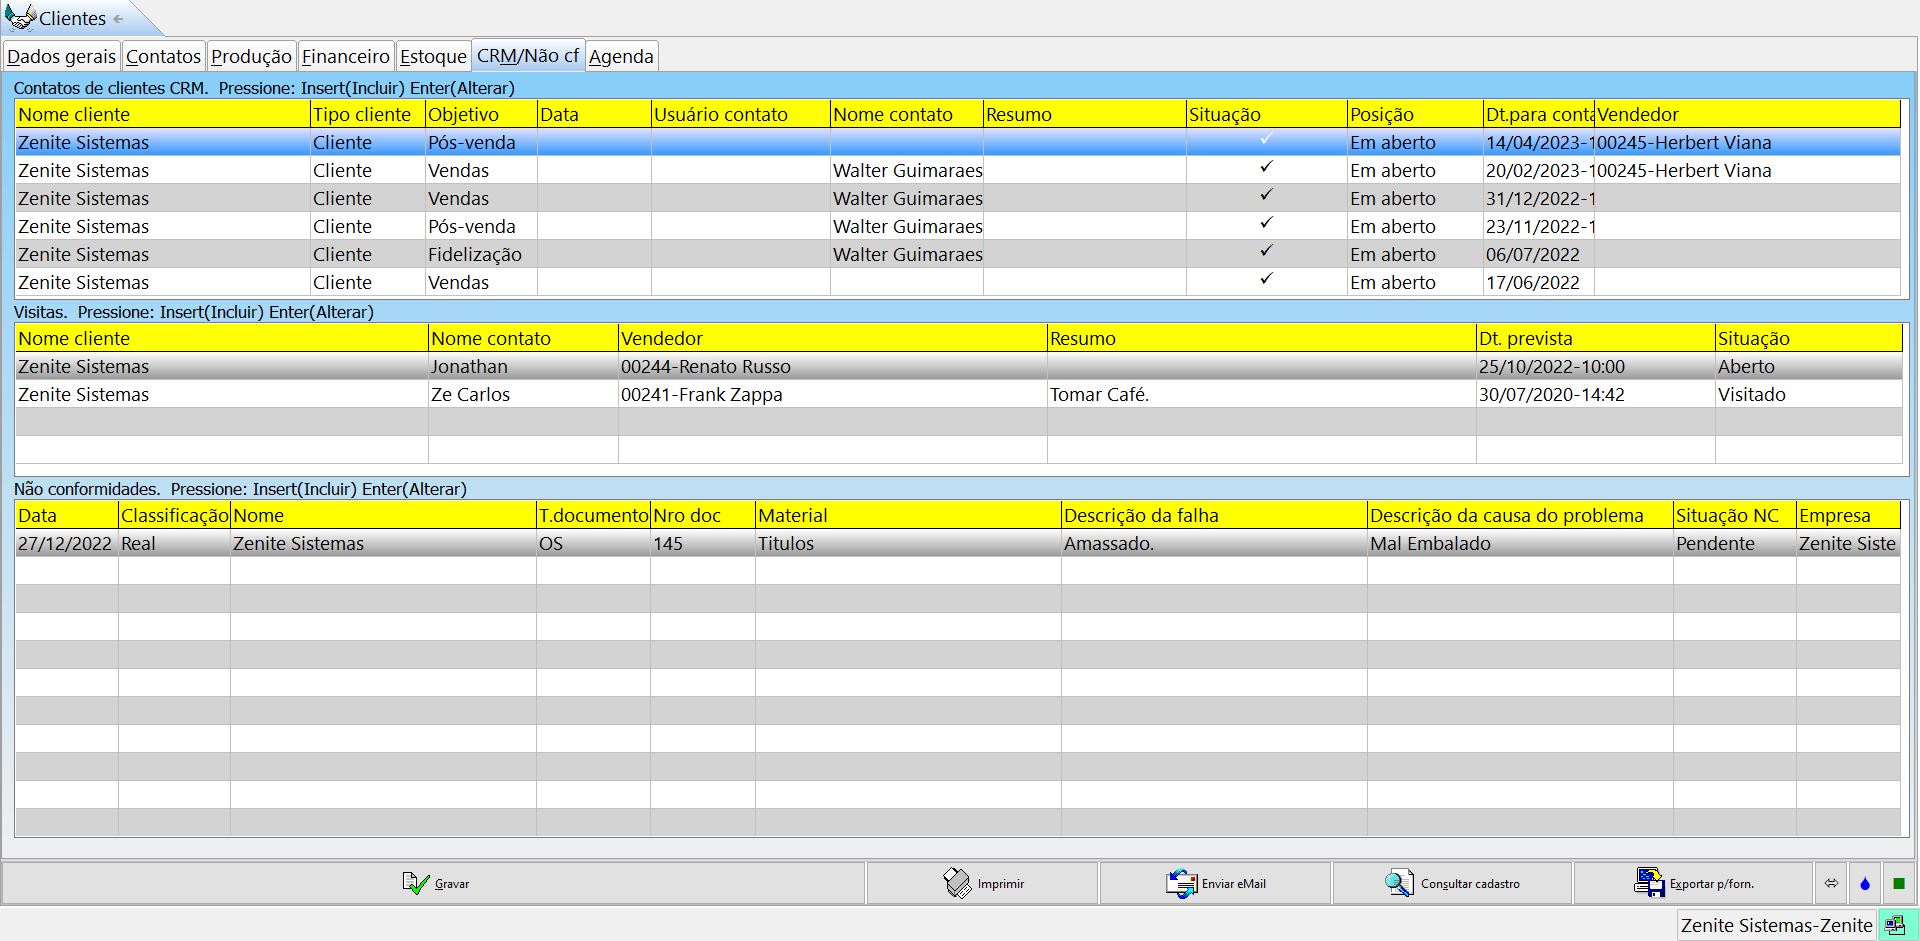 Clientes
Dados gerais Contatos Produção Financeiro Estoque CRM/Não cf Agenda
Contatos de clientes CRM. Pressione: Insert(Incluir) Enter(Alterar)
Nome cliente Tipo cliente Objetivo Data Usuário contato Nome contato Resumo Situação Posição Dt.para conta Vendedor
Zenite Sistemas Cliente Pós-venda ✓ Em aberto 14/04/2023-1 00245-Herbert Viana
Zenite Sistemas Cliente Vendas Walter Guimaraes ✓ Em aberto 20/02/2023-1 00245-Herbert Viana
Zenite Sistemas Cliente Vendas Walter Guimaraes ✓ Em aberto 31/12/2022-1
Zenite Sistemas Cliente Pós-venda Walter Guimaraes ✓ Em aberto 23/11/2022-1
Zenite Sistemas Cliente Fidelização Walter Guimaraes ✓ Em aberto 06/07/2022
Zenite Sistemas Cliente Vendas ✓ Em aberto 17/06/2022
Visitas. Pressione: Insert(Incluir) Enter(Alterar)
Nome cliente Nome contato Vendedor Resumo Dt. prevista Situação
Zenite Sistemas Jonathan 00244-Renato Russo 25/10/2022-10:00 Aberto
Zenite Sistemas Ze Carlos 00241-Frank Zappa Tomar Café. 30/07/2020-14:42 Visitado
Não conformidades. Pressione: Insert(Incluir) Enter(Alterar)
Data Classificação Nome T.documento Nro doc Material Descrição da falha Descrição da causa do problema Situação NC Empresa
27/12/2022 Real Zenite Sistemas OS 145 Titulos Amassado. Mal Embalado Pendente Zenite Siste
Gravar Imprimir Enviar eMail Consultar cadastro Exportar p/forn.
Zenite Sistemas-Zenite